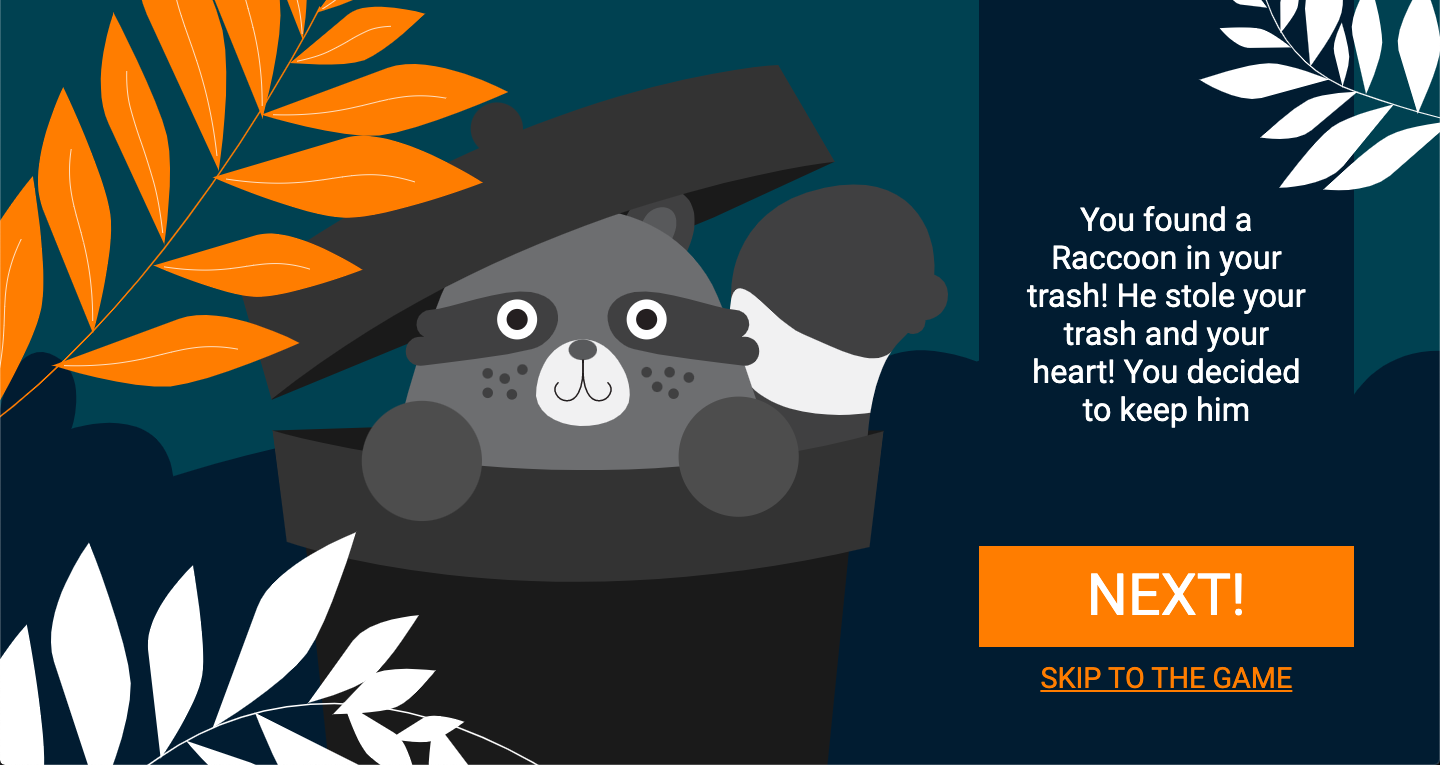 You found a
Raccoon in your
trash! He stole your
trash and your
heart! You decided
to keep him
NEXT!
SKIP TO THE GAME